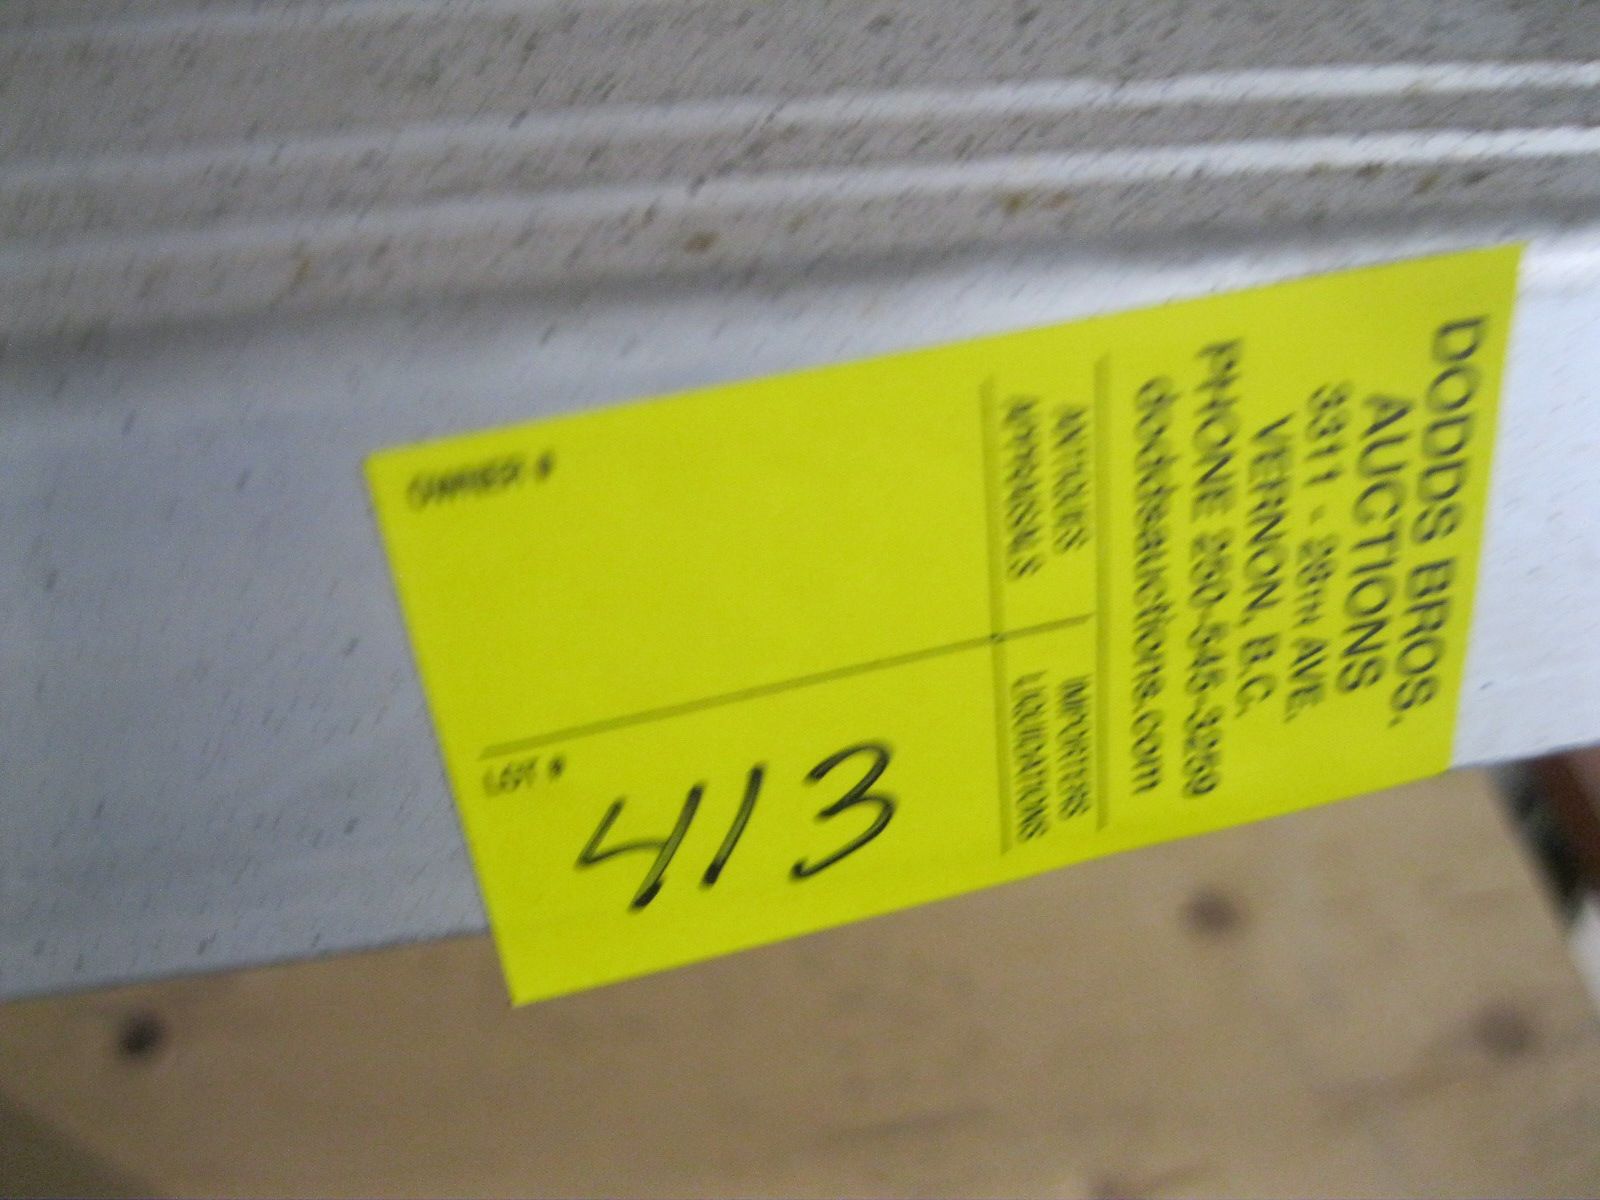 DODDS BROS.
AUCTIONS
3311 - 28TH AVE.
VERNON, B.C.
PHONE 250-545-3259
doddsauctions.com
ANTIQUES IMPORTERS
APPRAISALS LIQUIDATIONS
OWNER #
LOT #
413